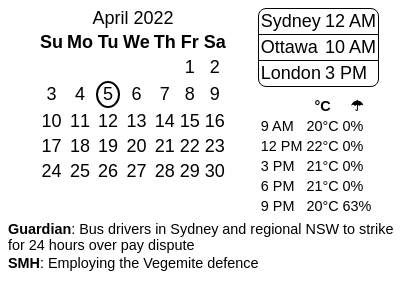 April 2022
Su Mo Tu We Th Fr Sa
1 2
3 4 5 6 7 8 9
10 11 12 13 14 15 16
17 18 19 20 21 22 23
24 25 26 27 28 29 30
Sydney 12 AM
Ottawa 10 AM
London 3 PM
°C ☂
9 AM 20°C 0%
12 PM 22°C 0%
3 PM 21°C 0%
6 PM 21°C 0%
9 PM 20°C 63%
Guardian: Bus drivers in Sydney and regional NSW to strike
for 24 hours over pay dispute
SMH: Employing the Vegemite defence